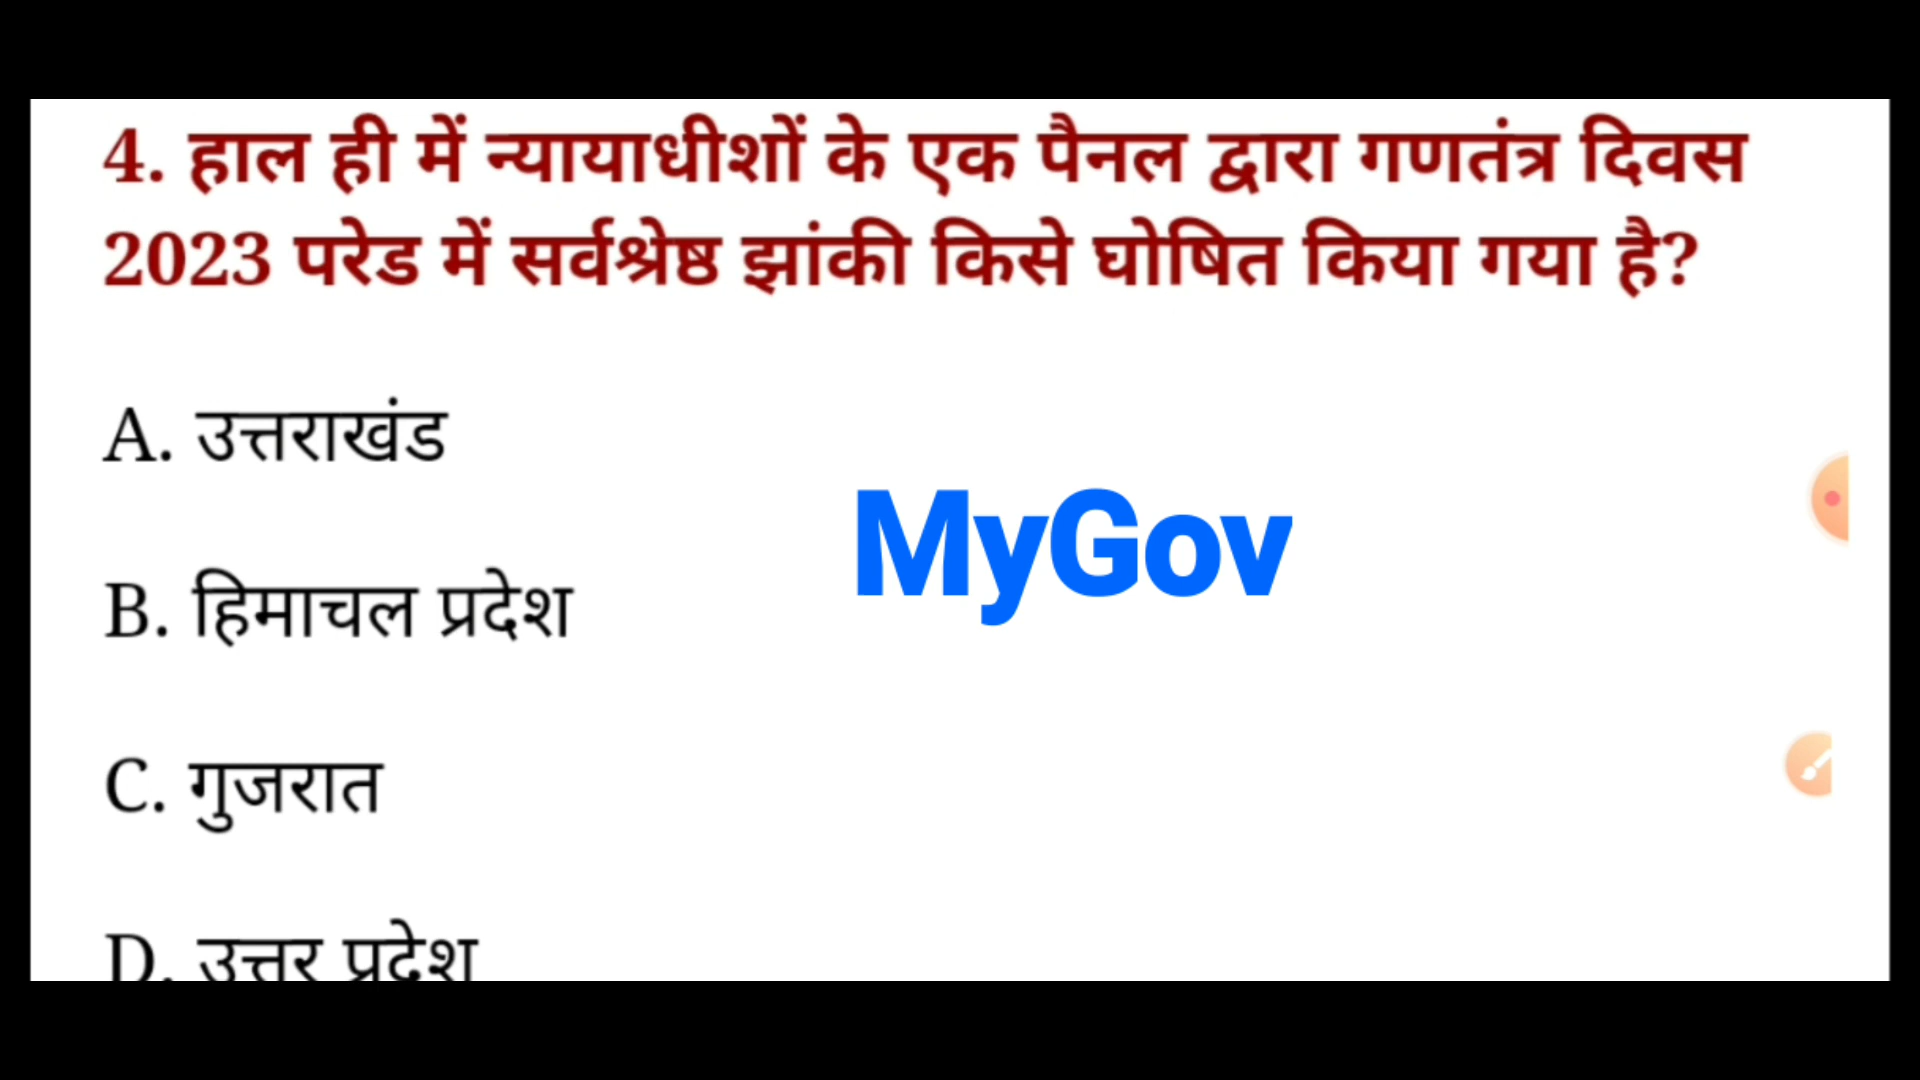 4. हाल ही में न्यायाधीशों के एक पैनल द्वारा गणतंत्र दिवस
2023 परेड में सर्वश्रेष्ठ झांकी किसे घोषित किया गया है?
A. उत्तराखंड
MyGov
B. हिमाचल प्रदेश
C. गुजरात
D. उत्तर प्रदेश